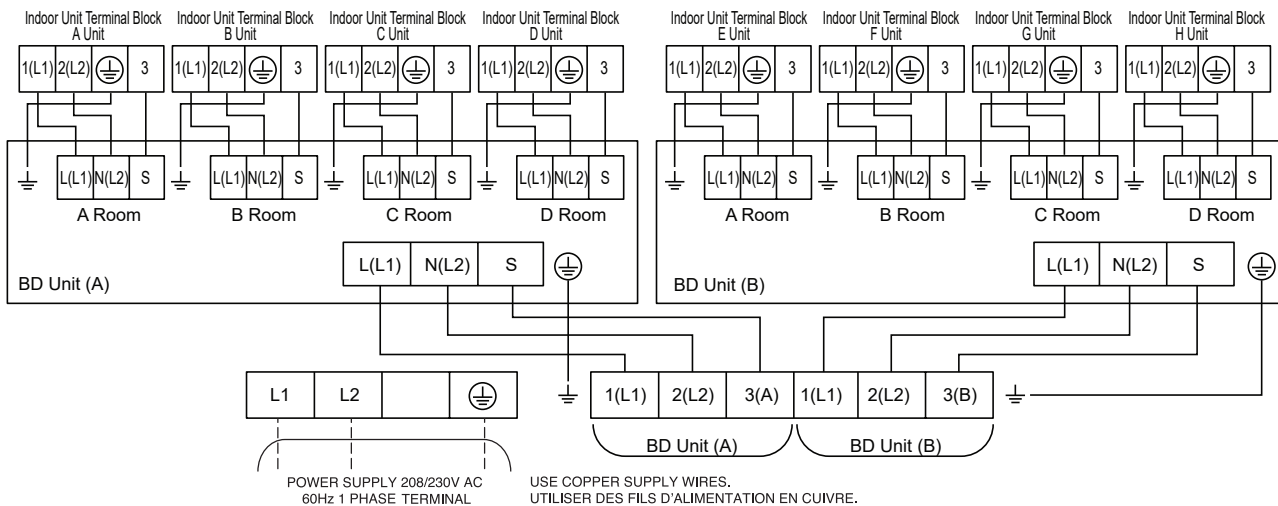 Indoor Unit Terminal Block
A Unit
Indoor Unit Terminal Block
B Unit
Indoor Unit Terminal Block
C Unit
Indoor Unit Terminal Block
D Unit
Indoor Unit Terminal Block
E Unit
Indoor Unit Terminal Block
F Unit
Indoor Unit Terminal Block
G Unit
Indoor Unit Terminal Block
H Unit
1(L1) 2(L2) 3
1(L1) 2(L2) 3
1(L1) 2(L2) 3
1(L1) 2(L2) 3
1(L1) 2(L2) 3
1(L1) 2(L2) 3
1(L1) 2(L2) 3
1(L1) 2(L2) 3
L(L1) N(L2) S
L(L1) N(L2) S
L(L1) N(L2) S
L(L1) N(L2) S
L(L1) N(L2) S
L(L1) N(L2) S
L(L1) N(L2) S
L(L1) N(L2) S
A Room
B Room
C Room
D Room
A Room
B Room
C Room
D Room
L(L1) N(L2) S
L(L1) N(L2) S
BD Unit (A)
BD Unit (B)
L1 L2
1(L1) 2(L2) 3(A) 1(L1) 2(L2) 3(B)
BD Unit (A)
BD Unit (B)
POWER SUPPLY 208/230V AC
60Hz 1 PHASE TERMINAL
USE COPPER SUPPLY WIRES.
UTILISER DES FILS D'ALIMENTATION EN CUIVRE.